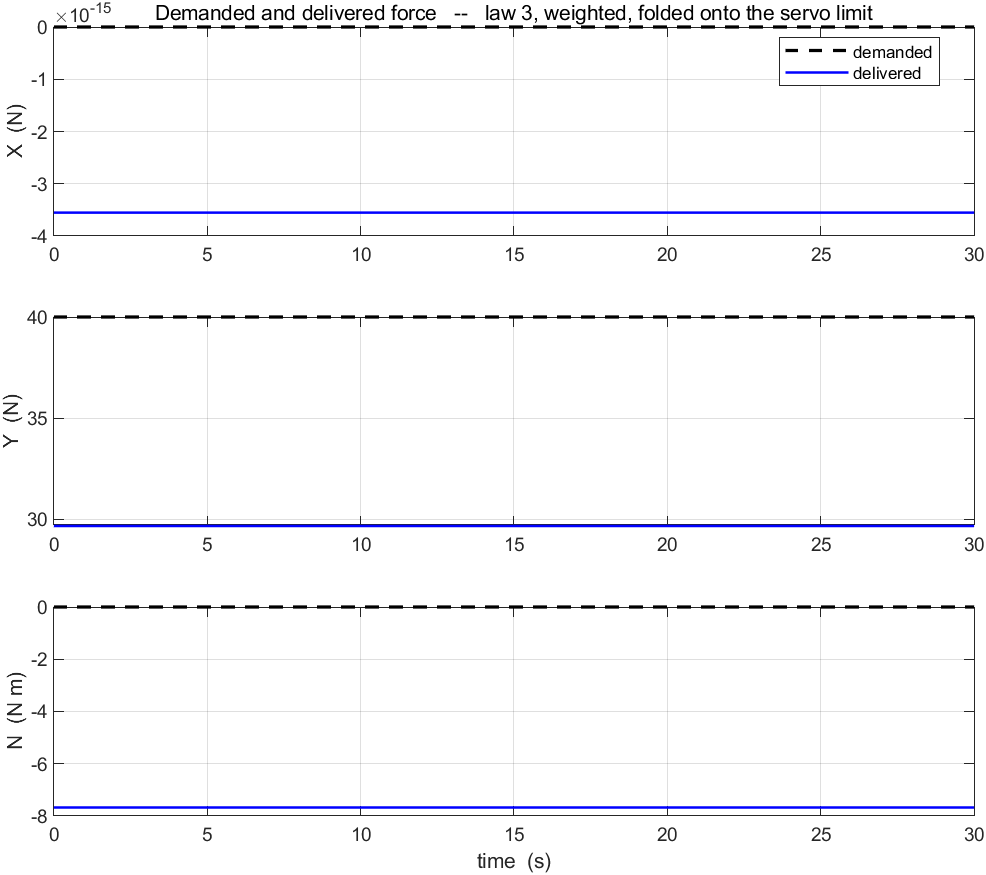 Demanded and delivered force -- law 3, weighted, folded onto the servo limit
×10^-15
demanded
delivered
0
-1
-2
-3
-4
X (N)
0 5 10 15 20 25 30
40
35
30
Y (N)
0 5 10 15 20 25 30
0
-2
-4
-6
-8
N (N m)
0 5 10 15 20 25 30
time (s)